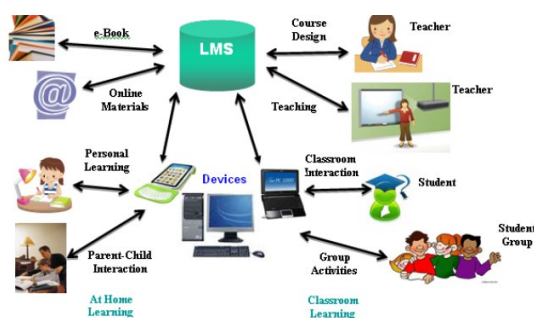 e-Book
LMS
Course
Design
Teacher
Online
Materials
Teaching
Teacher
Personal
Learning
Devices
Classroom
Interaction
Student
Parent-Child
Interaction
Group
Activities
Student
Group
At Home
Learning
Classroom
Learning